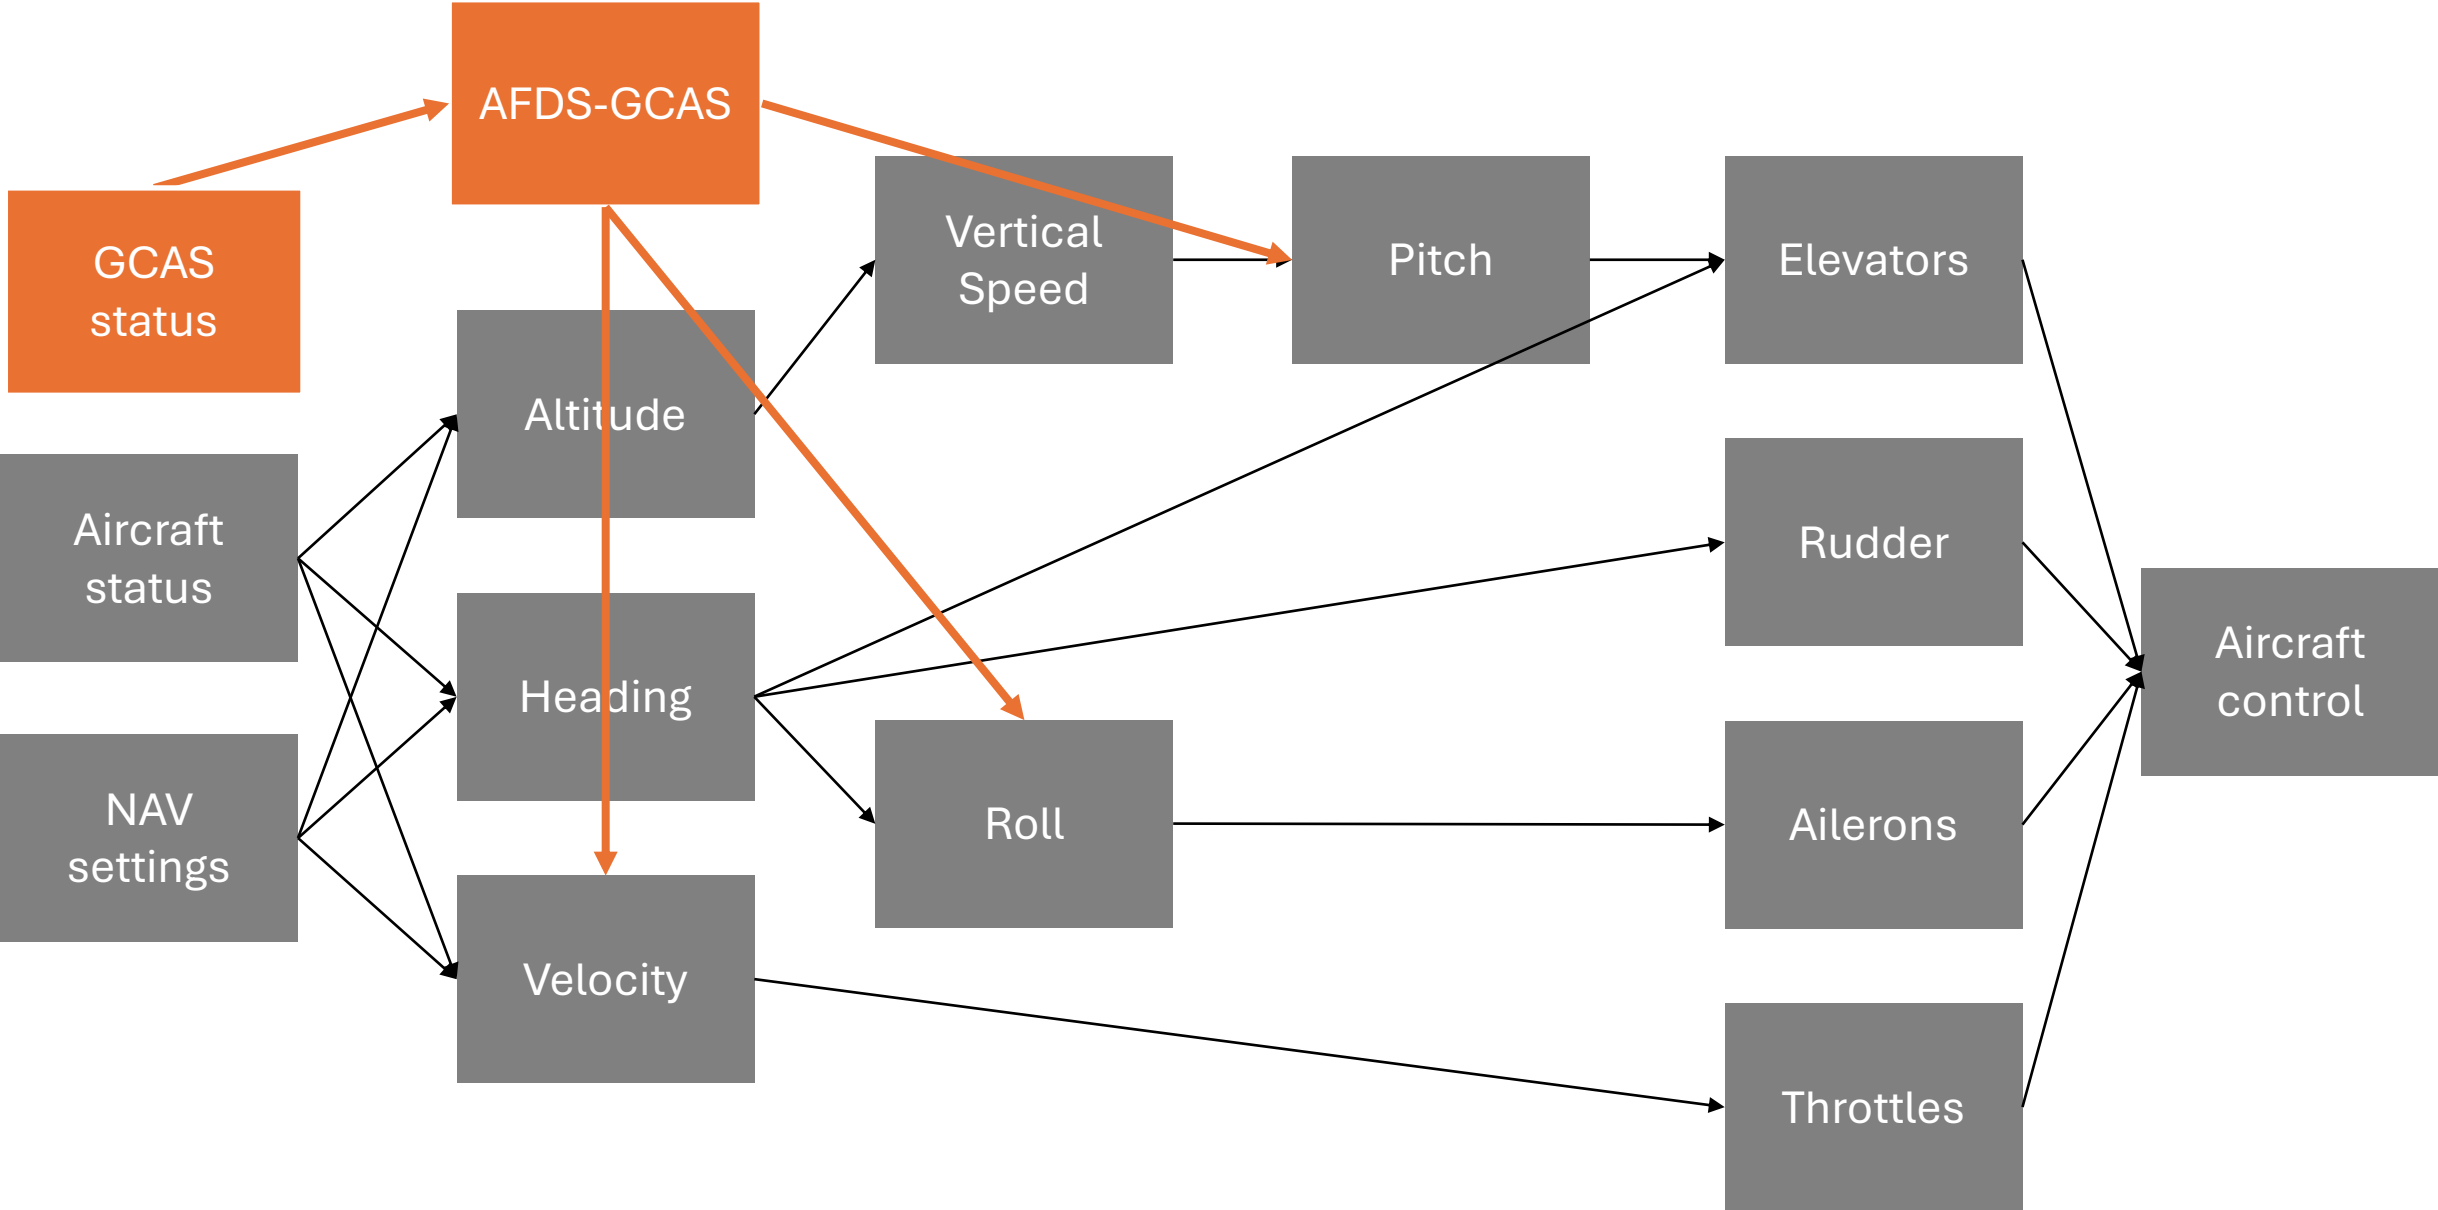 AFDS-GCAS
GCAS
status
Vertical
Speed
Pitch
Elevators
Altitude
Aircraft
status
Rudder
Heading
Aircraft
control
NAV
settings
Roll
Ailerons
Velocity
Throttles